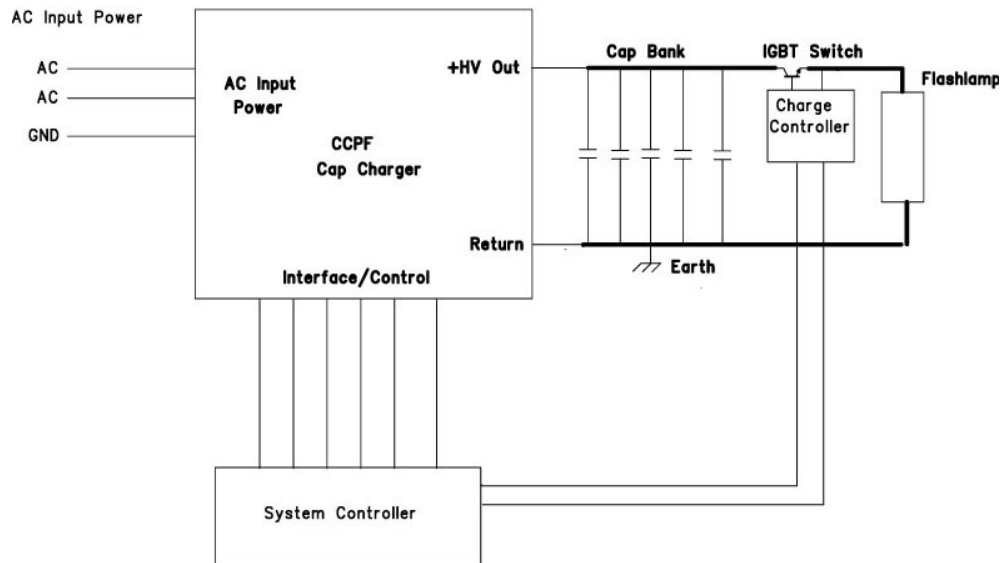 AC Input Power
AC
AC
GND
AC Input
Power
CCPF
Cap Charger
+HV Out
Return
Interface/Control
Cap Bank
IGBT Switch
Charge
Controller
Flashlamp
Earth
System Controller